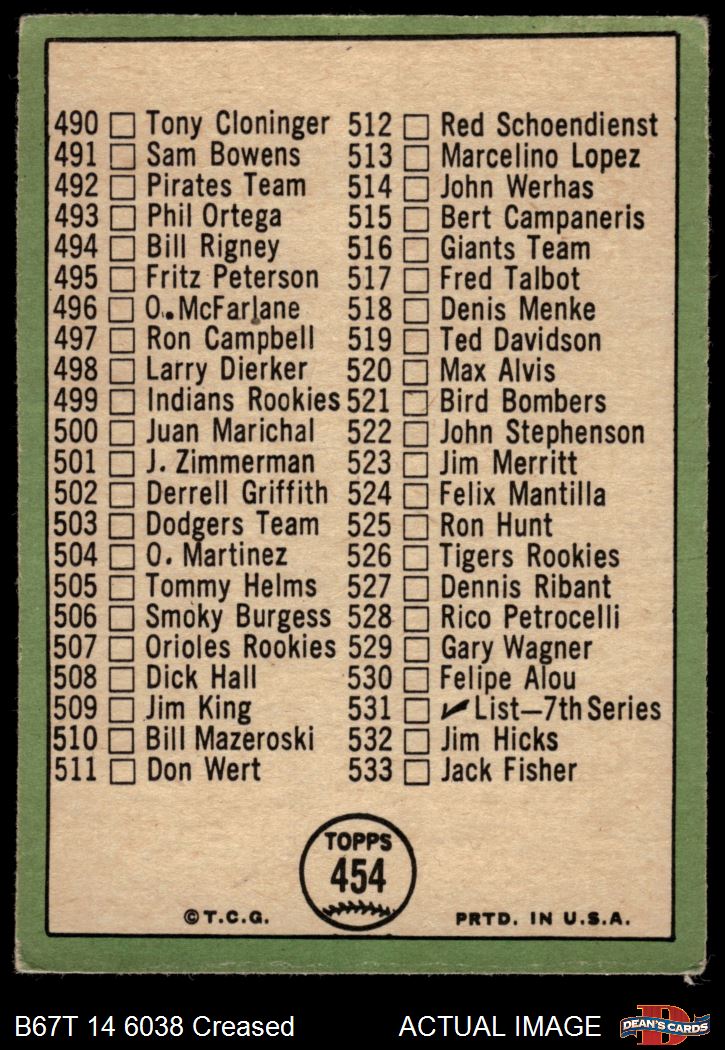 490 Tony Cloninger
491 Sam Bowens
492 Pirates Team
493 Phil Ortega
494 Bill Rigney
495 Fritz Peterson
496 O. McFarlane
497 Ron Campbell
498 Larry Dierker
499 Indians Rookies
500 Juan Marichal
501 J. Zimmerman
502 Derrell Griffith
503 Dodgers Team
504 O. Martinez
505 Tommy Helms
506 Smoky Burgess
507 Orioles Rookies
508 Dick Hall
509 Jim King
510 Bill Mazeroski
511 Don Wert
512 Red Schoendienst
513 Marcelino Lopez
514 John Werhas
515 Bert Campaneris
516 Giants Team
517 Fred Talbot
518 Denis Menke
519 Ted Davidson
520 Max Alvis
521 Bird Bombers
522 John Stephenson
523 Jim Merritt
524 Felix Mantilla
525 Ron Hunt
526 Tigers Rookies
527 Dennis Ribant
528 Rico Petrocelli
529 Gary Wagner
530 Felipe Alou
531 ✔List—7th Series
532 Jim Hicks
533 Jack Fisher
TOPPS
454
©T.C.G.
PRTD. IN U.S.A.
B67T 14 6038 Creased
ACTUAL IMAGE
D
DEAN'S CARDS